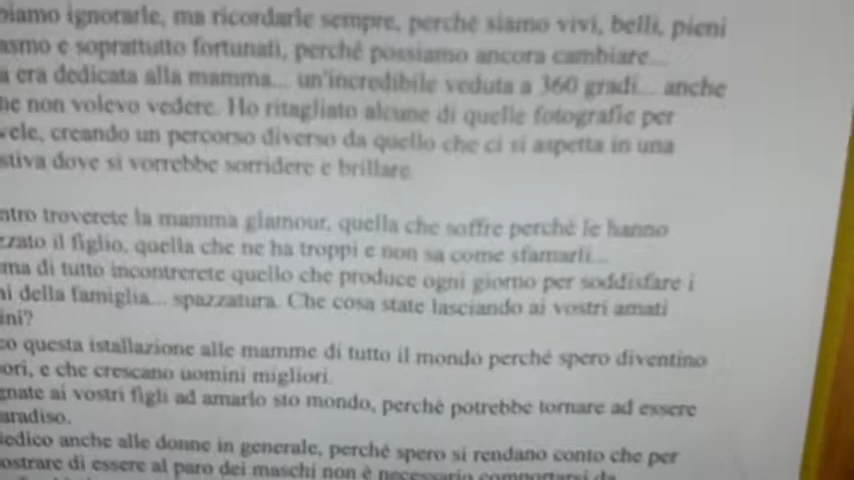 ignorarle, ma ricordarle sempre, perché siamo vivi, belli, pieni
e soprattutto fortunati, perché possiamo ancora cambiare...
era dedicata alla mamma... un'incredibile veduta a 360 gradi... anche
non volevo vedere. Ho ritagliato alcune di quelle fotografie per
creando un percorso diverso da quello che ci si aspetta in una
stiva dove si vorrebbe sorridere e brillare.
ntro troverete la mamma glamour, quella che soffre perché le hanno
zzato il figlio, quella che ne ha troppi e non sa come sfamarli...
ma di tutto incontrerete quello che produce ogni giorno per soddisfare i
ni della famiglia... spazzatura. Che cosa state lasciando ai vostri amati
ini?
co questa istallazione alle mamme di tutto il mondo perché spero diventino
ori, e che crescano uomini migliori.
gnate ai vostri figli ad amarlo sto mondo, perché potrebbe tornare ad essere
aradiso.
edico anche alle donne in generale, perché spero si rendano conto che per
ostrare di essere al paro dei maschi non è necessario comportarsi da